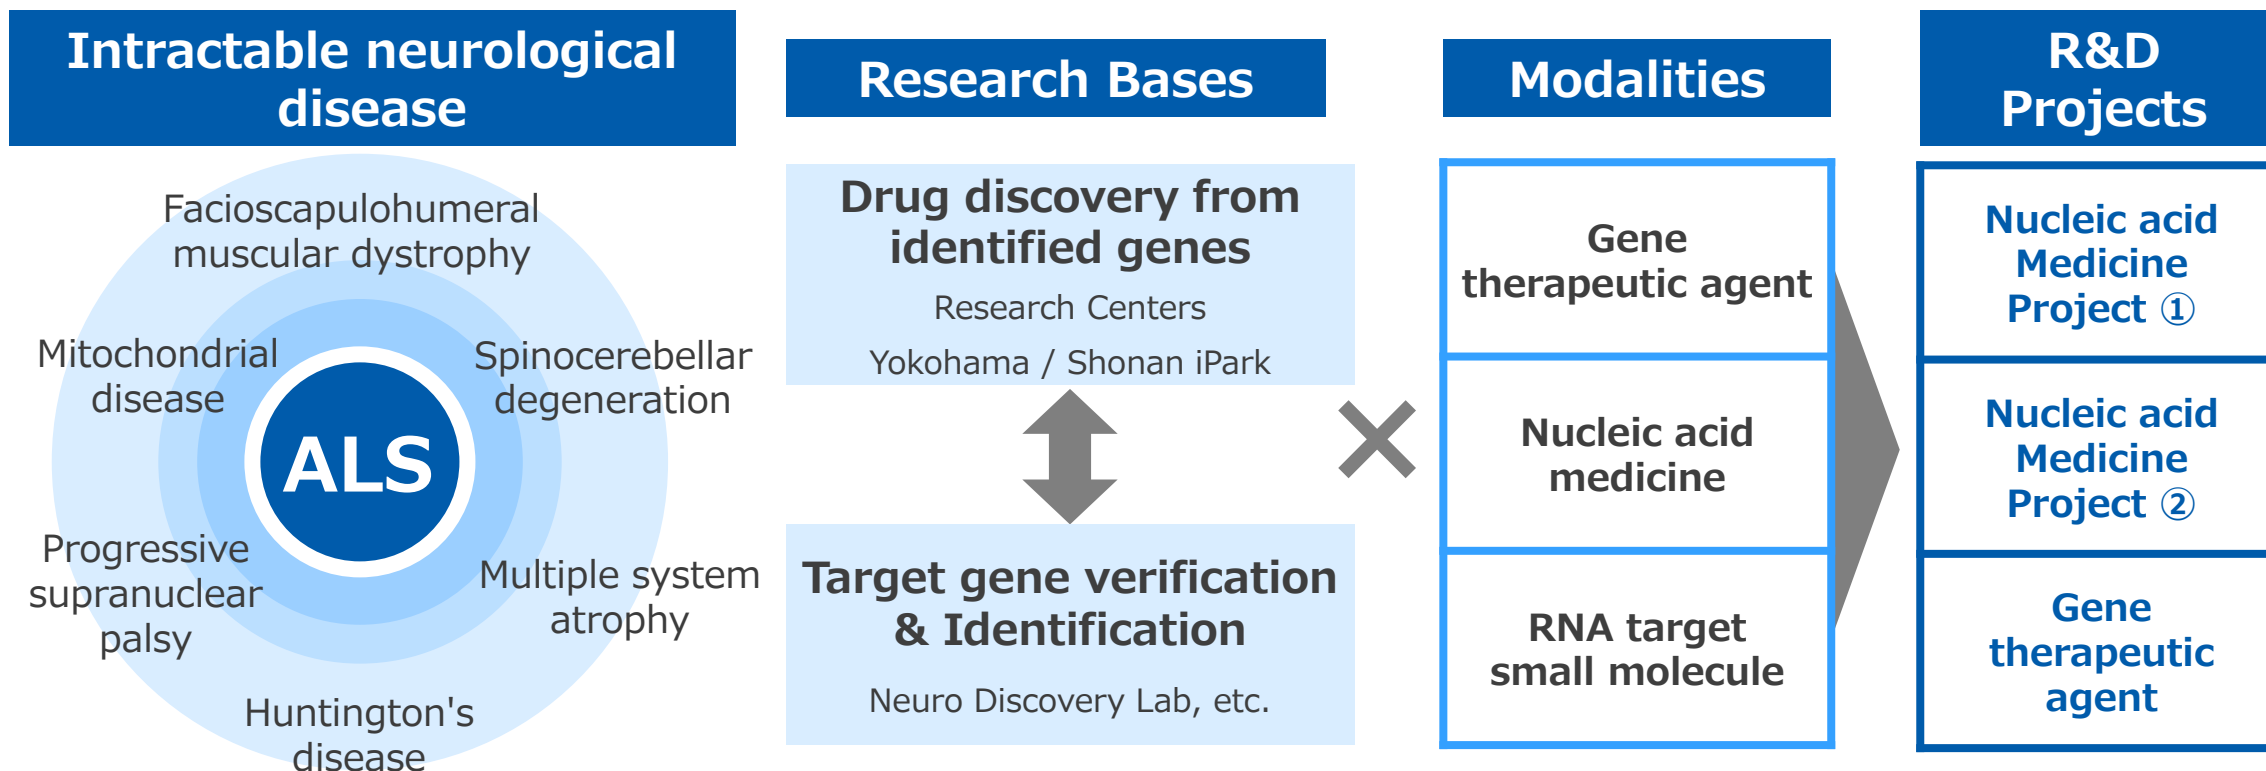 Intractable neurological
disease
Facioscapulohumeral
muscular dystrophy
Mitochondrial
disease
Spinocerebellar
degeneration
ALS
Progressive
supranuclear
palsy
Multiple system
atrophy
Huntington's
disease
Research Bases
Drug discovery from
identified genes
Research Centers
Yokohama / Shonan iPark
Target gene verification
& Identification
Neuro Discovery Lab, etc.
Modalities
Gene
therapeutic agent
Nucleic acid
medicine
RNA target
small molecule
R&D
Projects
Nucleic acid
Medicine
Project ①
Nucleic acid
Medicine
Project ②
Gene
therapeutic
agent